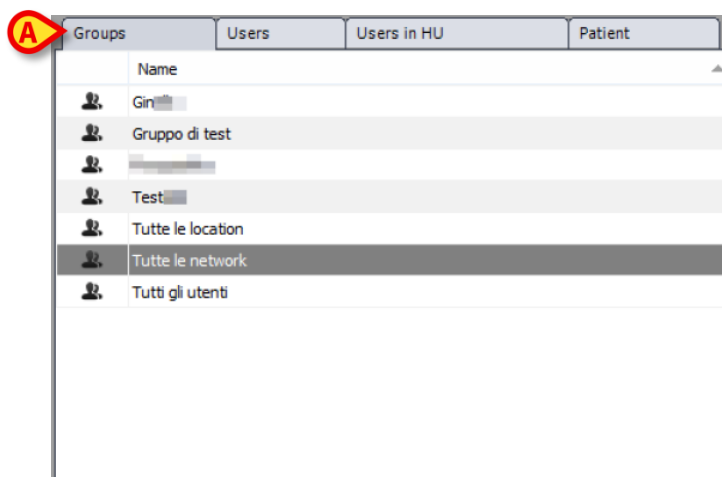 A
Groups Users Users in HU Patient
Name
Gruppo di test
Tutte le location
Tutte le network
Tutti gli utenti